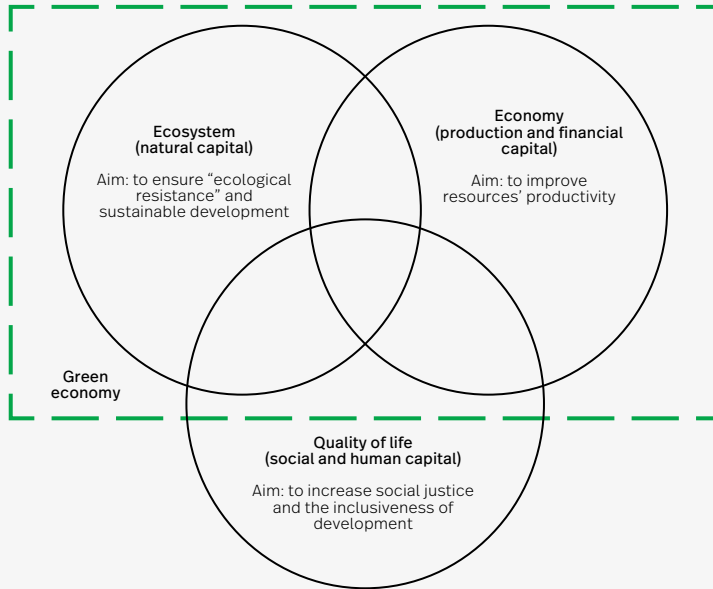 Ecosystem
(natural capital)
Aim: to ensure “ecological
resistance” and
sustainable development
Economy
(production and financial
capital)
Aim: to improve
resources’ productivity
Green
economy
Quality of life
(social and human capital)
Aim: to increase social justice
and the inclusiveness of
development